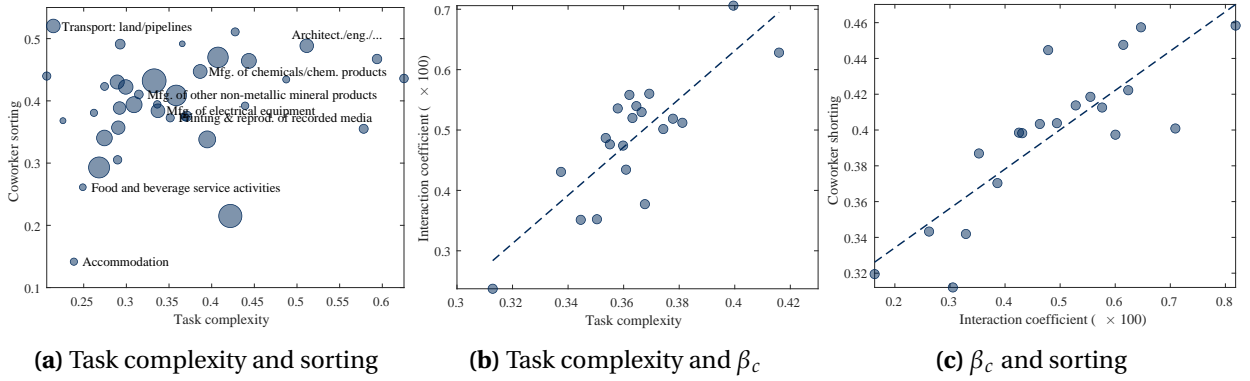 0.5
0.4
0.3
0.2
0.1
Coworker sorting
Transport: land/pipelines
Architect./eng./...
Mfg. of chemicals/chem. products
Mfg. of other non-metallic mineral products
Mfg. of electrical equipment
Printing & reprod. of recorded media
Food and beverage service activities
Accommodation
0.25 0.3 0.35 0.4 0.45 0.5 0.55 0.6
Task complexity
(a) Task complexity and sorting
0.7
0.6
0.5
0.4
0.3
Interaction coefficient ( × 100)
0.3 0.32 0.34 0.36 0.38 0.4 0.42
Task complexity
(b) Task complexity and β_c
0.46
0.44
0.42
0.4
0.38
0.36
0.34
0.32
Coworker shorting
0.2 0.3 0.4 0.5 0.6 0.7 0.8
Interaction coefficient ( × 100)
(c) β_c and sorting